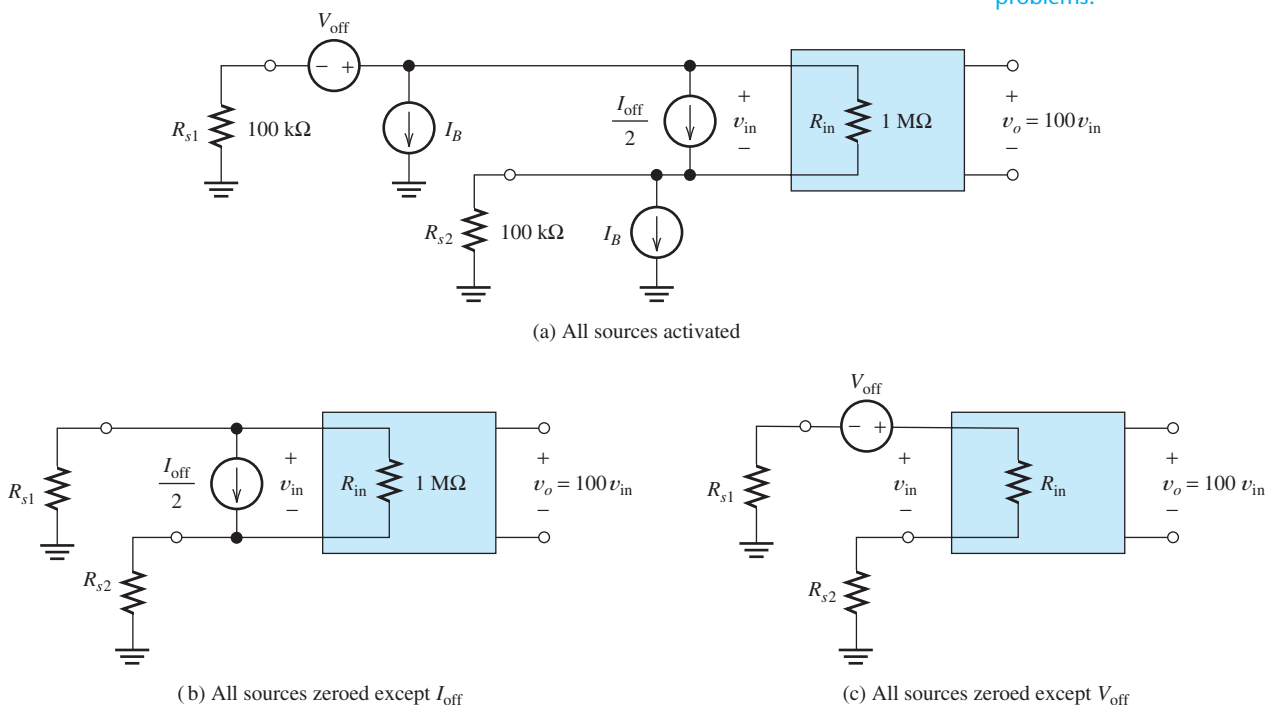 problems.
V_off
− +
R_s1 100 kΩ
I_B
I_off/2
+ v_in −
R_in 1 MΩ
+ v_o = 100v_in −
R_s2 100 kΩ
I_B
(a) All sources activated
R_s1
I_off/2
+ v_in −
R_in 1 MΩ
+ v_o = 100 v_in −
R_s2
(b) All sources zeroed except I_off
V_off
− +
R_s1
+ v_in −
R_in
+ v_o = 100 v_in −
R_s2
(c) All sources zeroed except V_off